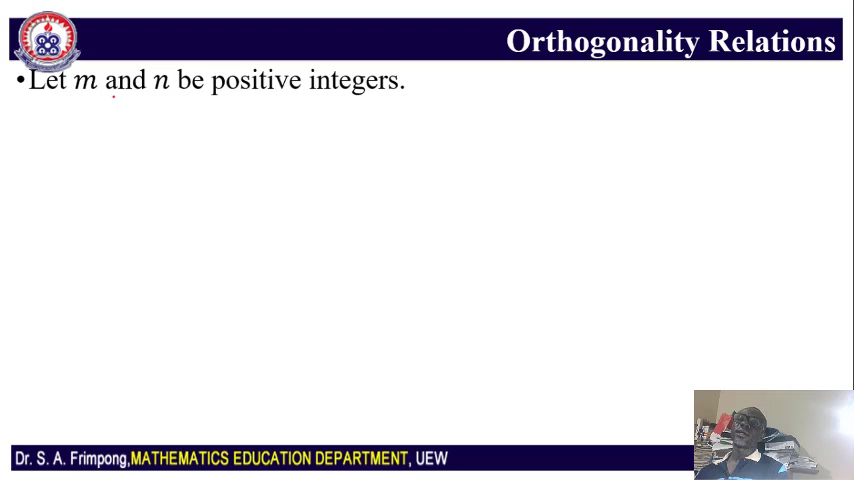 Orthogonality Relations
•Let m and n be positive integers.
Dr. S. A. Frimpong,MATHEMATICS EDUCATION DEPARTMENT, UEW